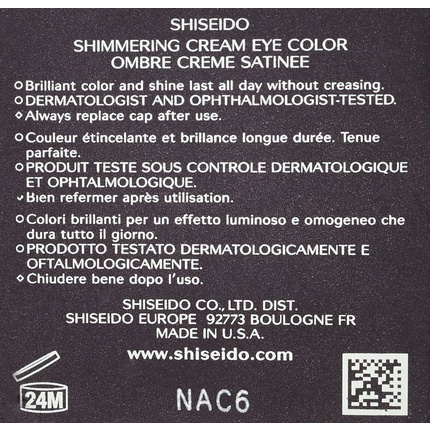 SHISEIDO
SHIMMERING CREAM EYE COLOR
OMBRE CREME SATINEE
○Brilliant color and shine last all day without creasing.
○DERMATOLOGIST AND OPHTHALMOLOGIST-TESTED.
◇Always replace cap after use.
○Couleur étincelante et brillance longue durée. Tenue
parfaite.
○PRODUIT TESTE SOUS CONTROLE DERMATOLOGIQUE
ET OPHTALMOLOGIQUE.
◇Bien refermer après utilisation.
○Colori brillanti per un effetto luminoso e omogeneo che
dura tutto il giorno.
○PRODOTTO TESTATO DERMATOLOGICAMENTE E
OFTALMOLOGICAMENTE.
◇Chiudere bene dopo l'uso.
SHISEIDO CO., LTD. DIST.
SHISEIDO EUROPE 92773 BOULOGNE FR
MADE IN U.S.A.
www.shiseido.com
24M
NAC6